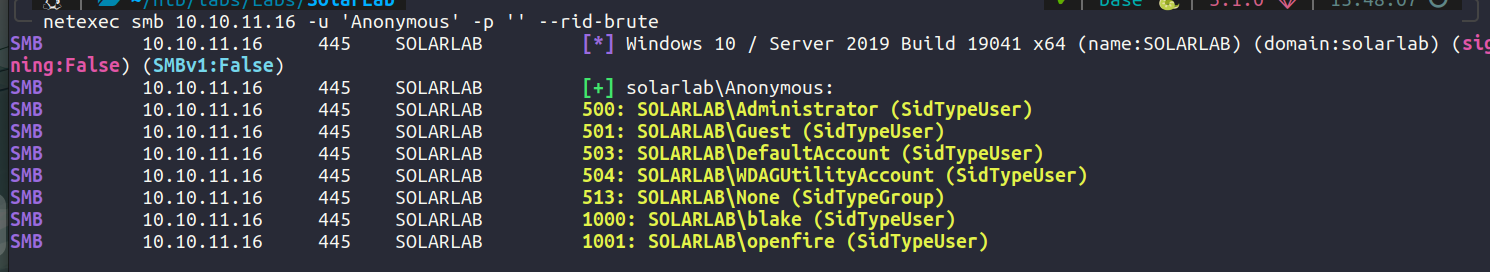 ~/htb/labs/Labs/SolarLab base 3.1.0 15:48:07
netexec smb 10.10.11.16 -u 'Anonymous' -p '' --rid-brute
SMB 10.10.11.16 445 SOLARLAB [*] Windows 10 / Server 2019 Build 19041 x64 (name:SOLARLAB) (domain:solarlab) (sig
ning:False) (SMBv1:False)
SMB 10.10.11.16 445 SOLARLAB [+] solarlab\Anonymous:
SMB 10.10.11.16 445 SOLARLAB 500: SOLARLAB\Administrator (SidTypeUser)
SMB 10.10.11.16 445 SOLARLAB 501: SOLARLAB\Guest (SidTypeUser)
SMB 10.10.11.16 445 SOLARLAB 503: SOLARLAB\DefaultAccount (SidTypeUser)
SMB 10.10.11.16 445 SOLARLAB 504: SOLARLAB\WDAGUtilityAccount (SidTypeUser)
SMB 10.10.11.16 445 SOLARLAB 513: SOLARLAB\None (SidTypeGroup)
SMB 10.10.11.16 445 SOLARLAB 1000: SOLARLAB\blake (SidTypeUser)
SMB 10.10.11.16 445 SOLARLAB 1001: SOLARLAB\openfire (SidTypeUser)